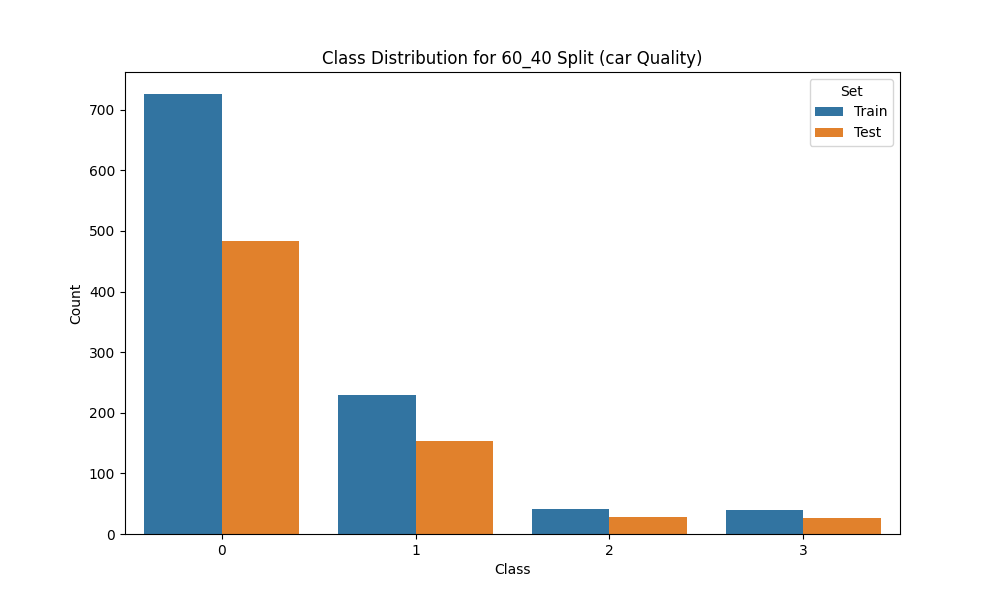 Class Distribution for 60_40 Split (car Quality)
Set
Train
Test
700
600
500
400
300
200
100
0
Count
0 1 2 3
Class